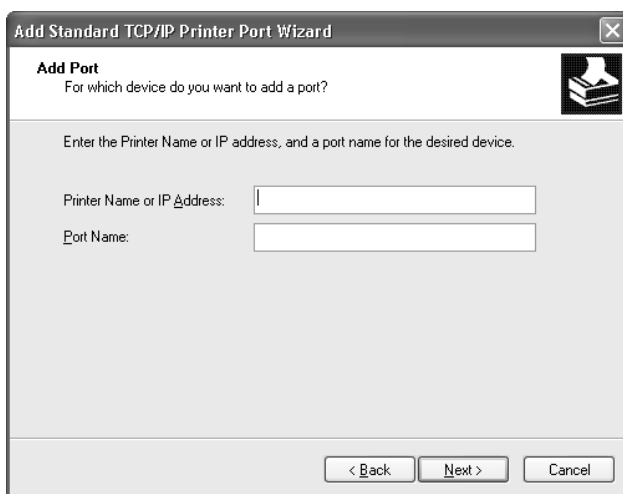 Add Standard TCP/IP Printer Port Wizard
Add Port
For which device do you want to add a port?
Enter the Printer Name or IP address, and a port name for the desired device.
Printer Name or IP Address:
Port Name:
< Back
Next >
Cancel